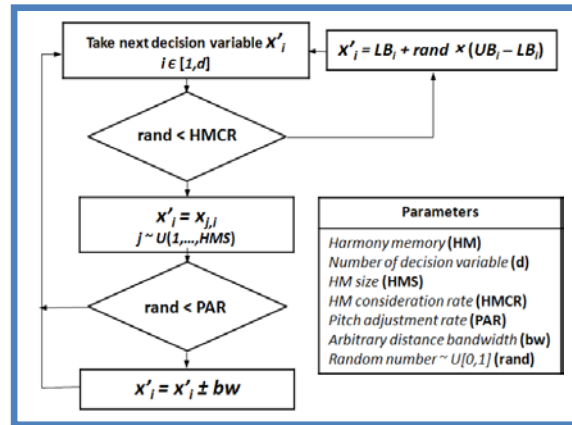 Take next decision variable x'i
i ∈ [1,d]
x'i = LBi + rand × (UBi – LBi)
rand < HMCR
x'i = xj,i
j ~ U(1,...,HMS)
rand < PAR
x'i = x'i ± bw
Parameters
Harmony memory (HM)
Number of decision variable (d)
HM size (HMS)
HM consideration rate (HMCR)
Pitch adjustment rate (PAR)
Arbitrary distance bandwidth (bw)
Random number ~ U[0,1] (rand)